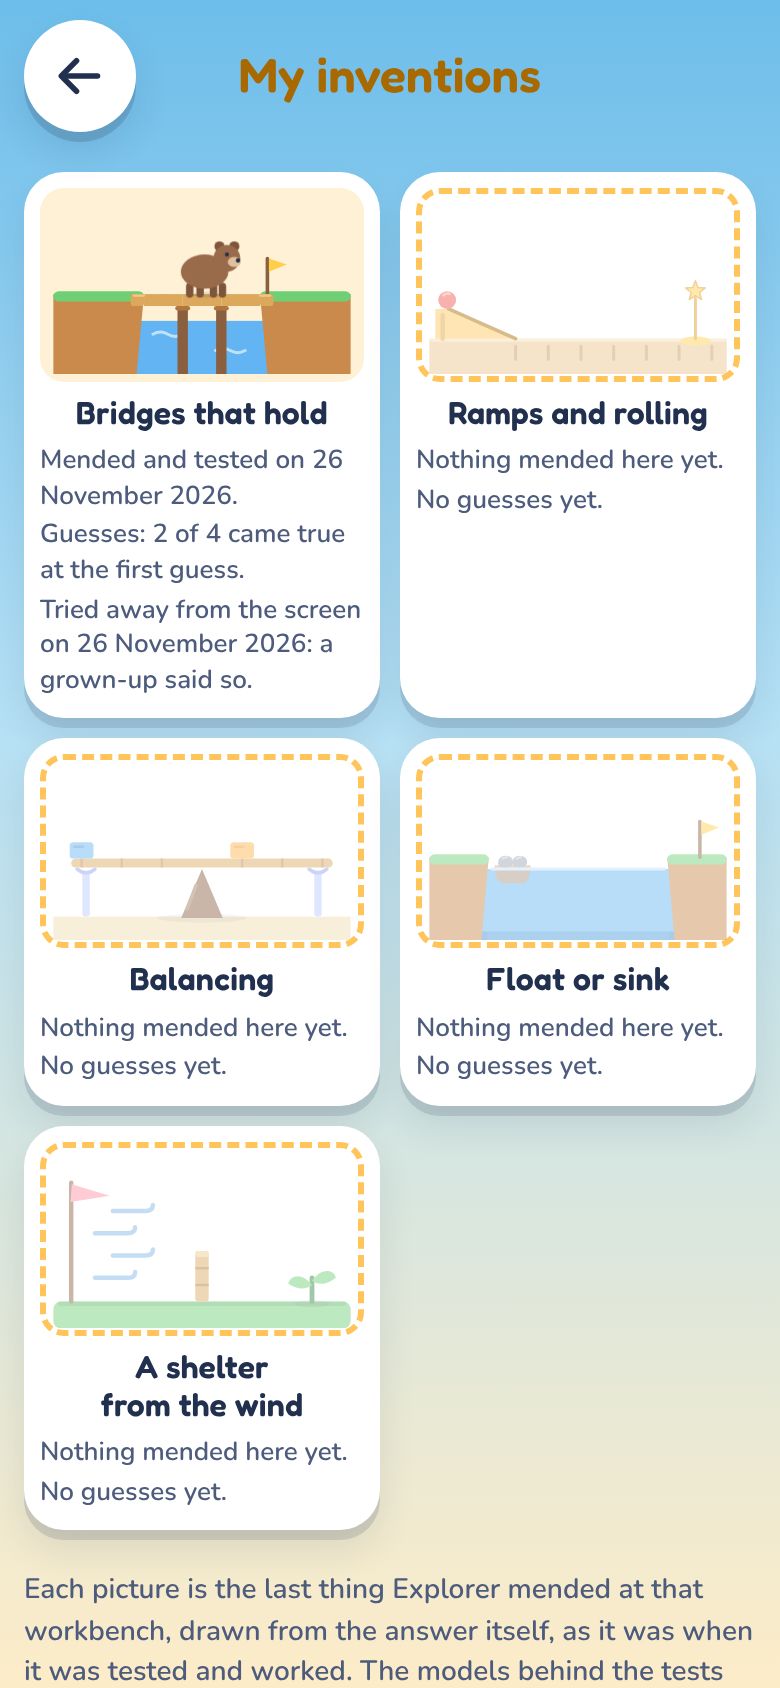 My inventions
Bridges that hold
Mended and tested on 26
November 2026.
Guesses: 2 of 4 came true
at the first guess.
Tried away from the screen
on 26 November 2026: a
grown-up said so.
Ramps and rolling
Nothing mended here yet.
No guesses yet.
Balancing
Nothing mended here yet.
No guesses yet.
Float or sink
Nothing mended here yet.
No guesses yet.
A shelter
from the wind
Nothing mended here yet.
No guesses yet.
Each picture is the last thing Explorer mended at that
workbench, drawn from the answer itself, as it was when
it was tested and worked. The models behind the tests